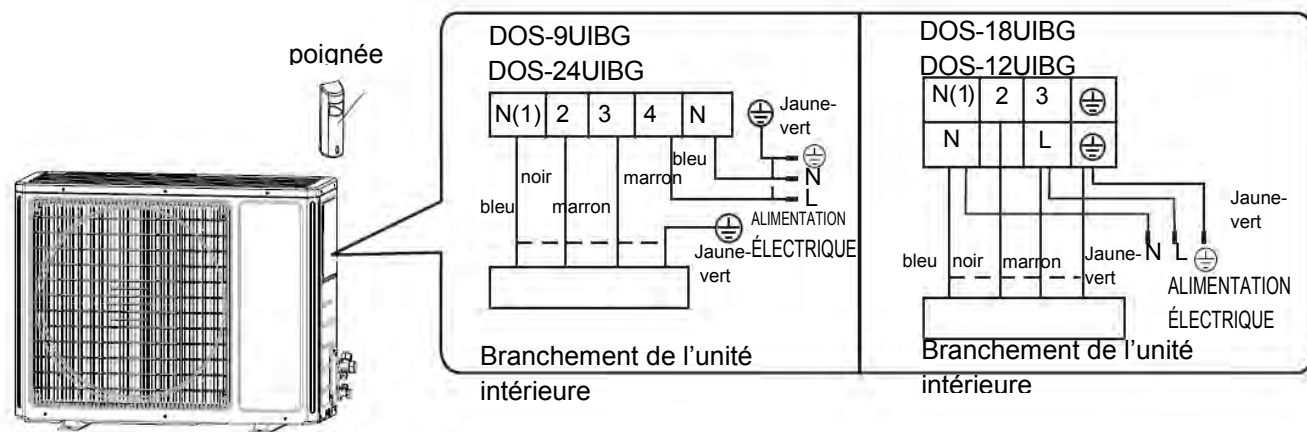 poignée
DOS-9UIBG
DOS-24UIBG
N(1) 2 3 4 N
Jaune-
vert
bleu
noir
marron
N
L
bleu
marron
ALIMENTATION
ÉLECTRIQUE
Jaune-
vert
Branchement de l’unité
intérieure
DOS-18UIBG
DOS-12UIBG
N(1) 2 3
N L
Jaune-
vert
bleu noir marron
Jaune-
vert
N L
ALIMENTATION
ÉLECTRIQUE
Branchement de l’unité
intérieure